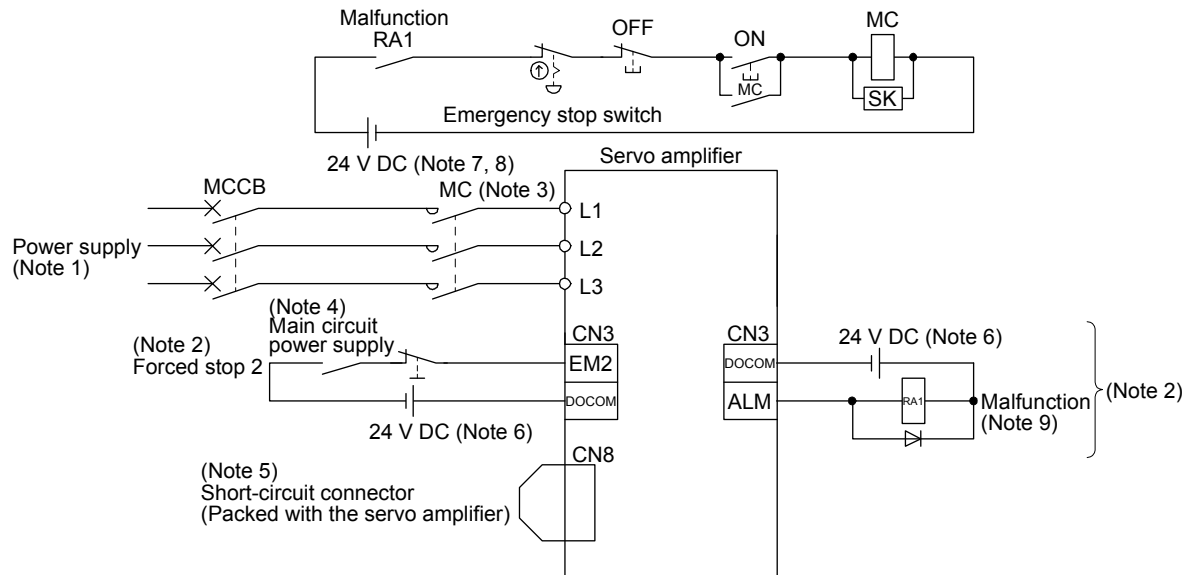 Malfunction
RA1
OFF
ON
MC
MC
SK
Emergency stop switch
24 V DC (Note 7, 8)
Servo amplifier
MCCB
MC (Note 3)
L1
Power supply
(Note 1)
L2
L3
(Note 4)
Main circuit
power supply
(Note 2)
Forced stop 2
CN3
EM2
DOCOM
24 V DC (Note 6)
CN3
DOCOM
ALM
24 V DC (Note 6)
RA1
Malfunction
(Note 9)
(Note 2)
CN8
(Note 5)
Short-circuit connector
(Packed with the servo amplifier)